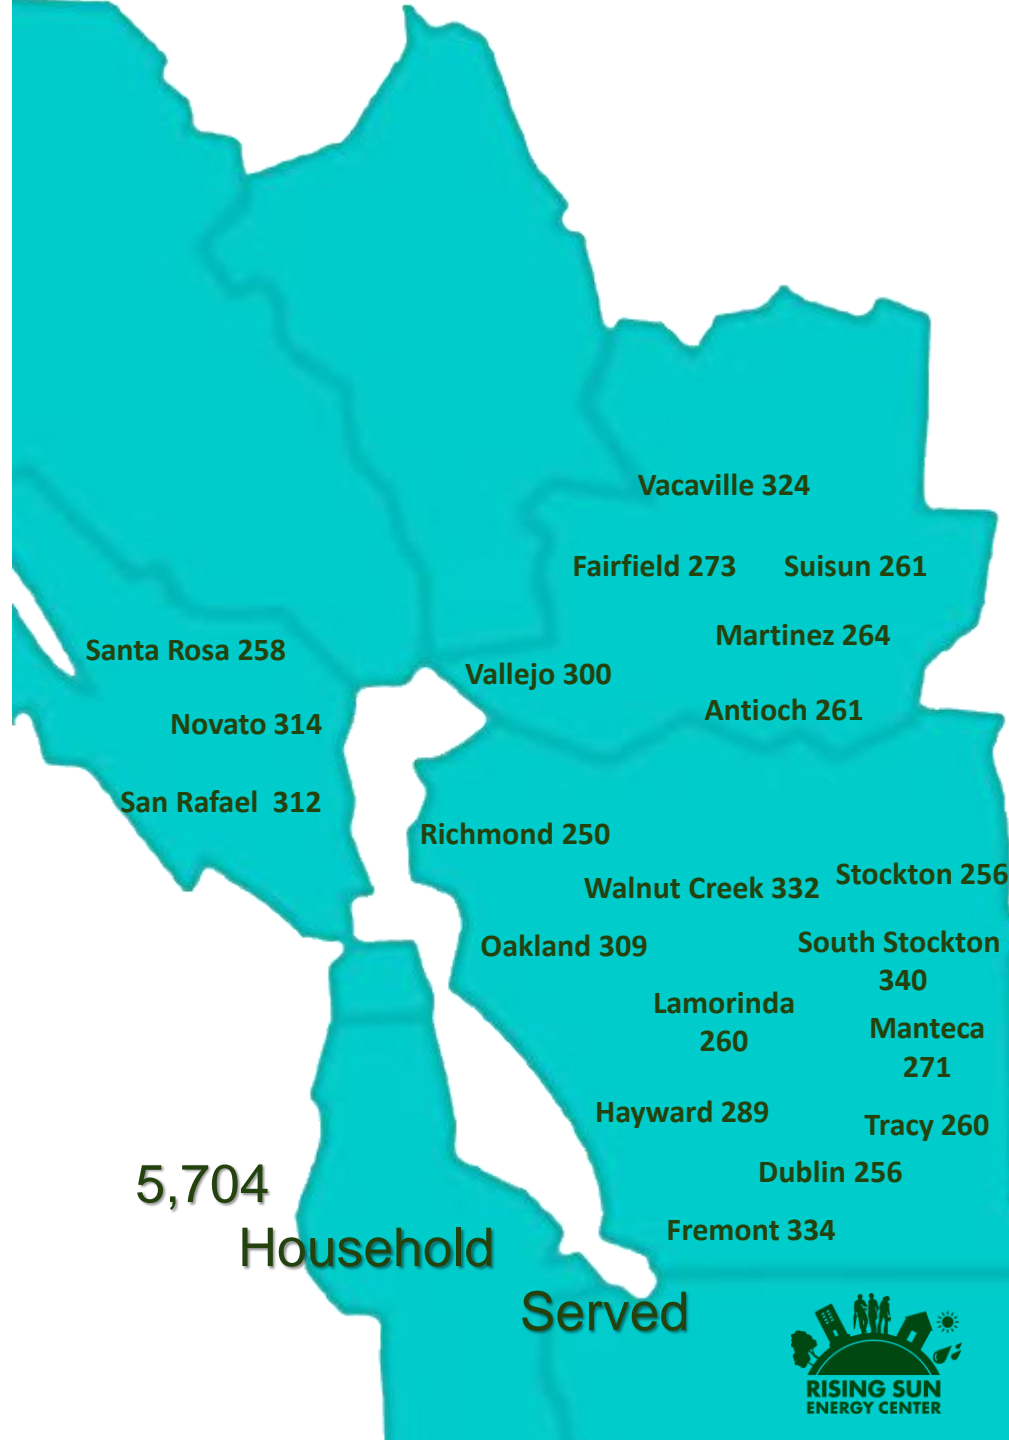 Vacaville 324
Fairfield 273
Suisun 261
Martinez 264
Santa Rosa 258
Vallejo 300
Antioch 261
Novato 314
San Rafael  312
Richmond 250
Stockton 256
Walnut Creek 332
Oakland 309
South Stockton
340
Lamorinda
260
Manteca
271
Hayward 289
Tracy 260
Dublin 256
Fremont 334
5,704
Household
Served
RISING SUN
ENERGY CENTER